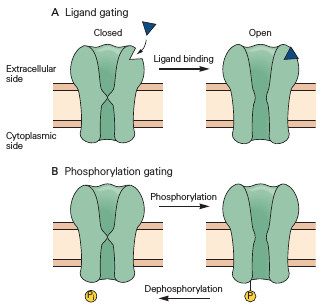 A Ligand gating
Closed
Open
Ligand binding
Extracellular
side
Cytoplasmic
side
B Phosphorylation gating
Phosphorylation
Dephosphorylation
Pi
P